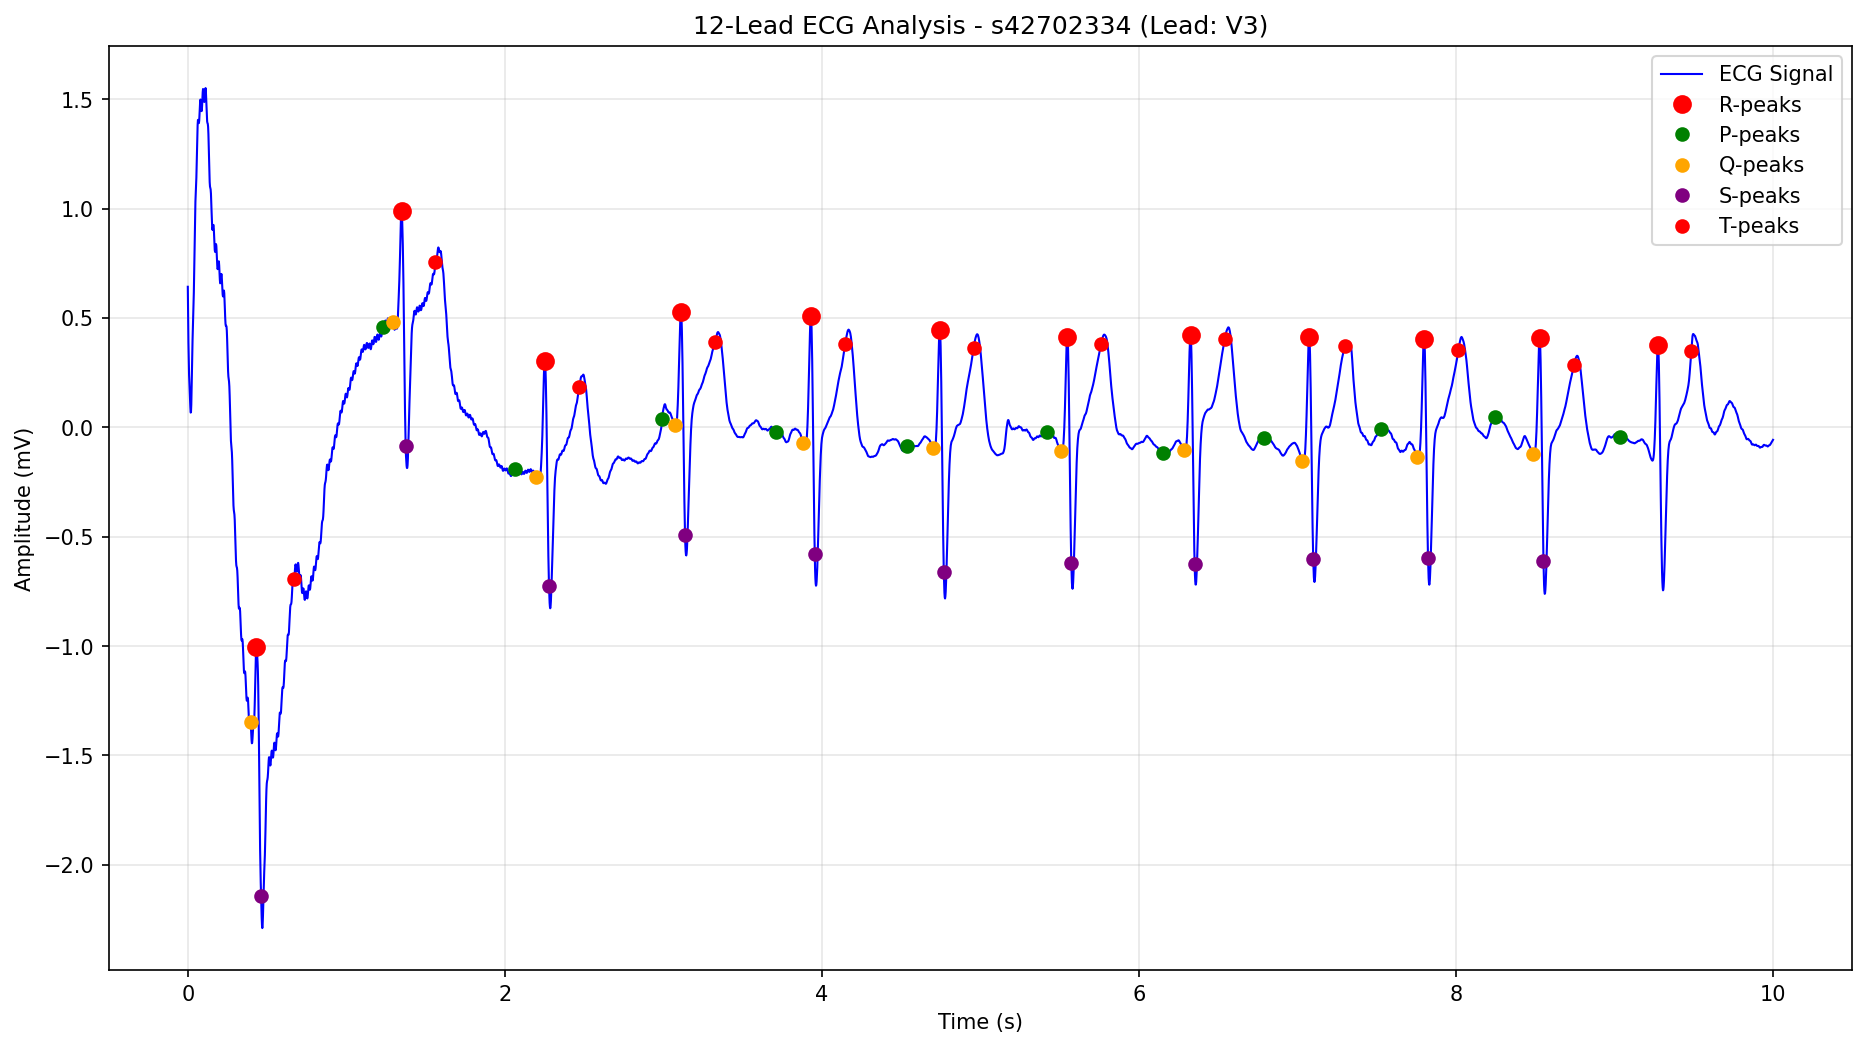 12-Lead ECG Analysis - s42702334 (Lead: V3)
ECG Signal
R-peaks
P-peaks
Q-peaks
S-peaks
T-peaks
Amplitude (mV)
1.5
1.0
0.5
0.0
−0.5
−1.0
−1.5
−2.0
0
2
4
6
8
10
Time (s)